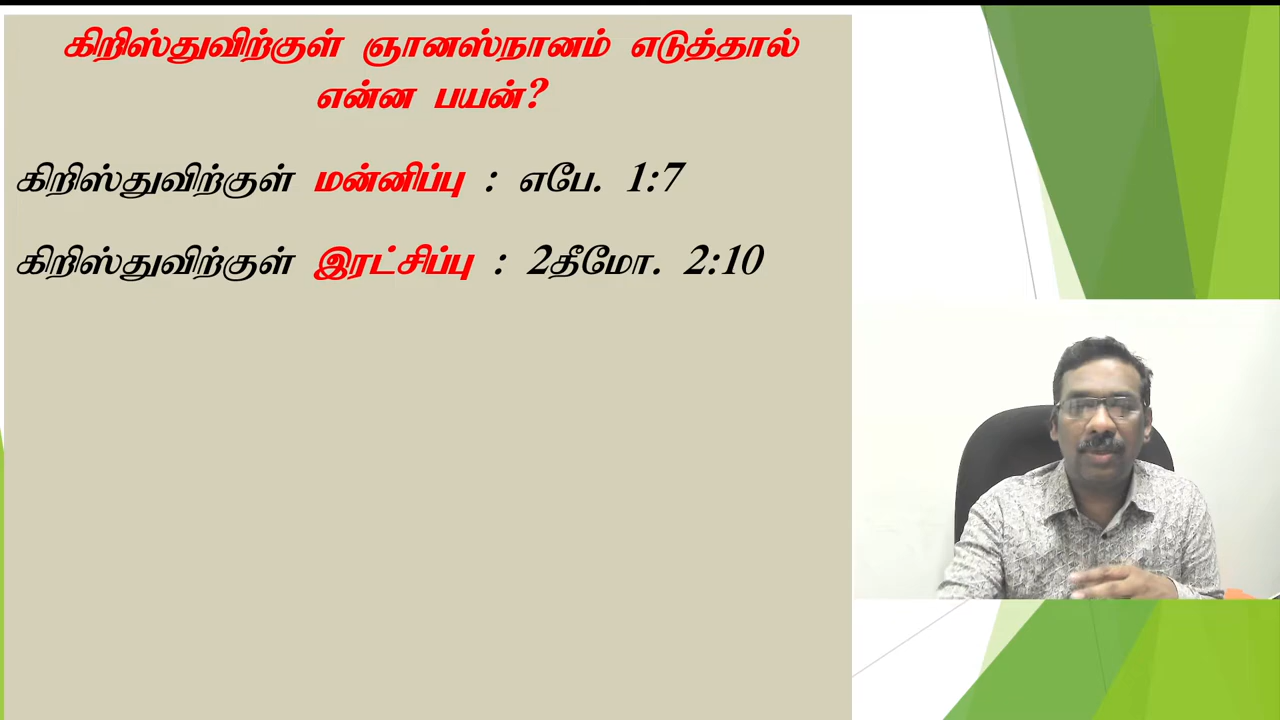 கிறிஸ்துவிற்குள் ஞானஸ்நானம் எடுத்தால்
என்ன பயன்?
கிறிஸ்துவிற்குள் மன்னிப்பு : எபே. 1:7
கிறிஸ்துவிற்குள் இரட்சிப்பு : 2தீமோ. 2:10